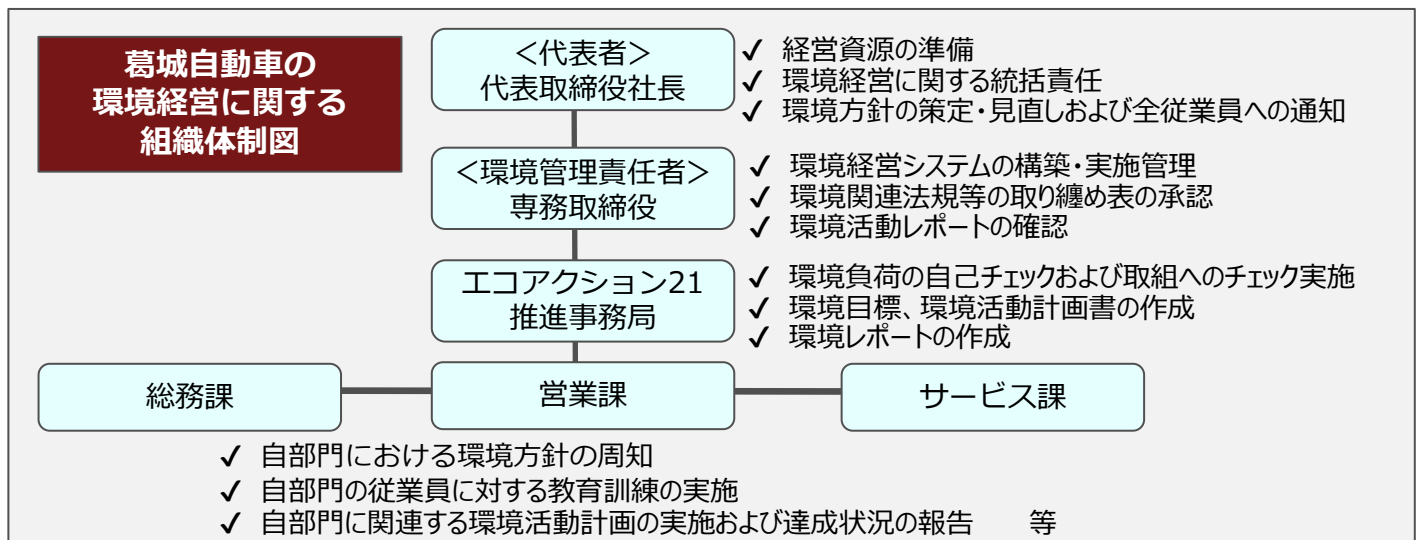 葛城自動車の
環境経営に関する
組織体制図
＜代表者＞
代表取締役社長
✓ 経営資源の準備
✓ 環境経営に関する統括責任
✓ 環境方針の策定・見直しおよび全従業員への通知
＜環境管理責任者＞
専務取締役
✓ 環境経営システムの構築・実施管理
✓ 環境関連法規等の取り纏め表の承認
✓ 環境活動レポートの確認
エコアクション21
推進事務局
✓ 環境負荷の自己チェックおよび取組へのチェック実施
✓ 環境目標、環境活動計画書の作成
✓ 環境レポートの作成
総務課
営業課
サービス課
✓ 自部門における環境方針の周知
✓ 自部門の従業員に対する教育訓練の実施
✓ 自部門に関連する環境活動計画の実施および達成状況の報告　等